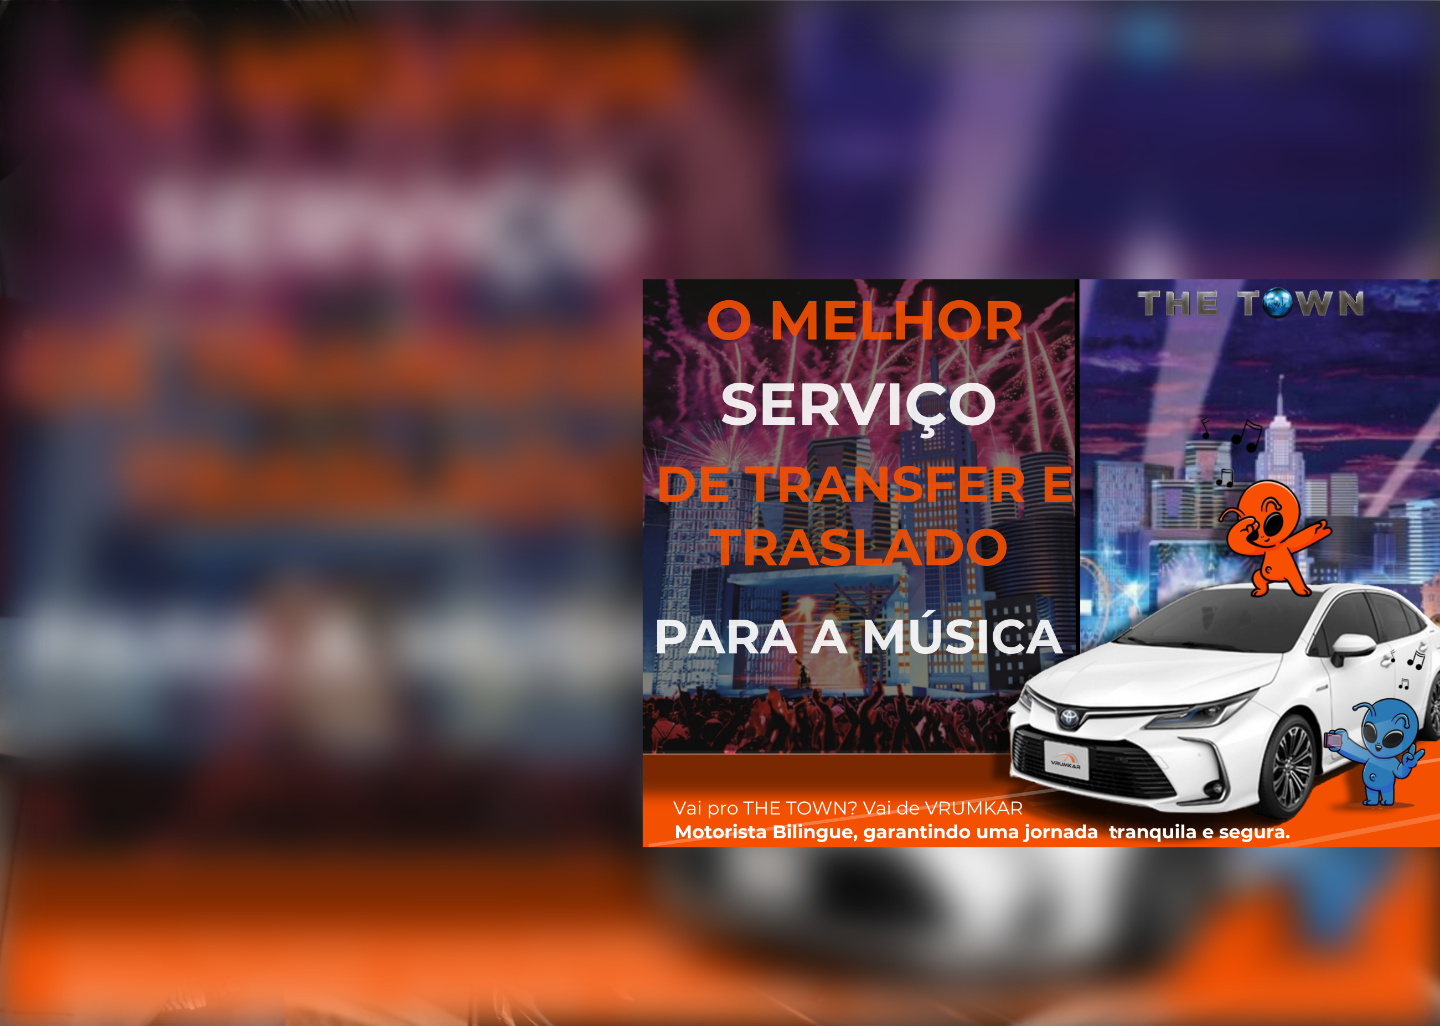 O MELHOR
SERVIÇO
DE TRANSFER E
TRASLADO
PARA A MÚSICA
THE TOWN
VRUMKAR
Vai pro THE TOWN? Vai de VRUMKAR
Motorista Bilingue, garantindo uma jornada tranquila e segura.